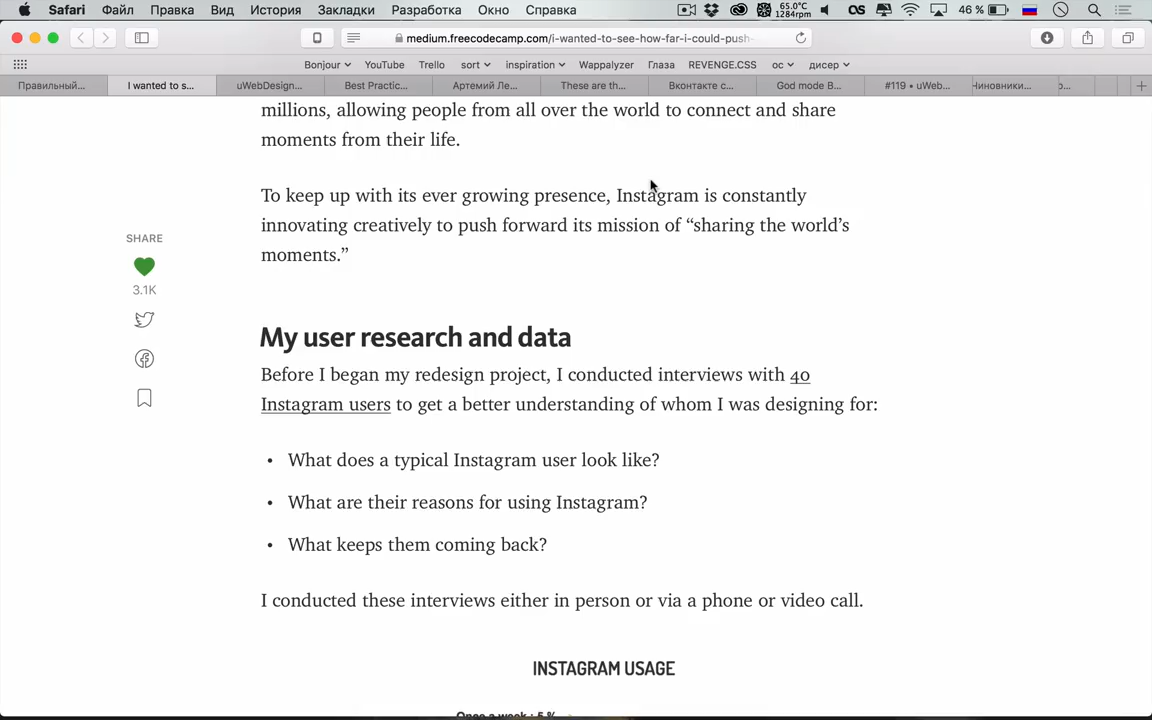 Safari Файл Правка Вид История Закладки Разработка Окно Справка 65.0°C 1284rpm 46 %
medium.freecodecamp.com/i-wanted-to-see-how-far-i-could-push-
Bonjour YouTube Trello sort inspiration Wappalyzer Глаза REVENGE.CSS ос дисер
Правильный... I wanted to s... uWebDesign... Best Practic... Артемий Ле... These are th... Вконтакте с... God mode B... #119 • uWeb... Чиновники...
millions, allowing people from all over the world to connect and share
moments from their life.
To keep up with its ever growing presence, Instagram is constantly
innovating creatively to push forward its mission of “sharing the world’s
moments.”
SHARE
3.1K
My user research and data
Before I began my redesign project, I conducted interviews with 40
Instagram users to get a better understanding of whom I was designing for:
• What does a typical Instagram user look like?
• What are their reasons for using Instagram?
• What keeps them coming back?
I conducted these interviews either in person or via a phone or video call.
INSTAGRAM USAGE
Once a week : 5 %